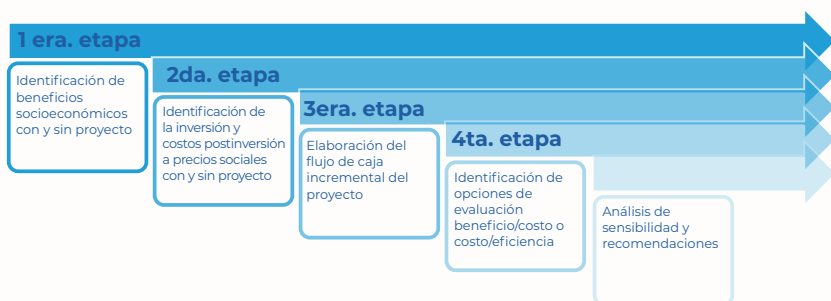 1 era. etapa
Identificación de
beneficios
socioeconómicos
con y sin proyecto
2da. etapa
Identificación de
la inversión y
costos postinversión
a precios sociales
con y sin proyecto
3era. etapa
Elaboración del
flujo de caja
incremental del
proyecto
4ta. etapa
Identificación de
opciones de
evaluación
beneficio/costo o
costo/eficiencia
Análisis de
sensibilidad y
recomendaciones